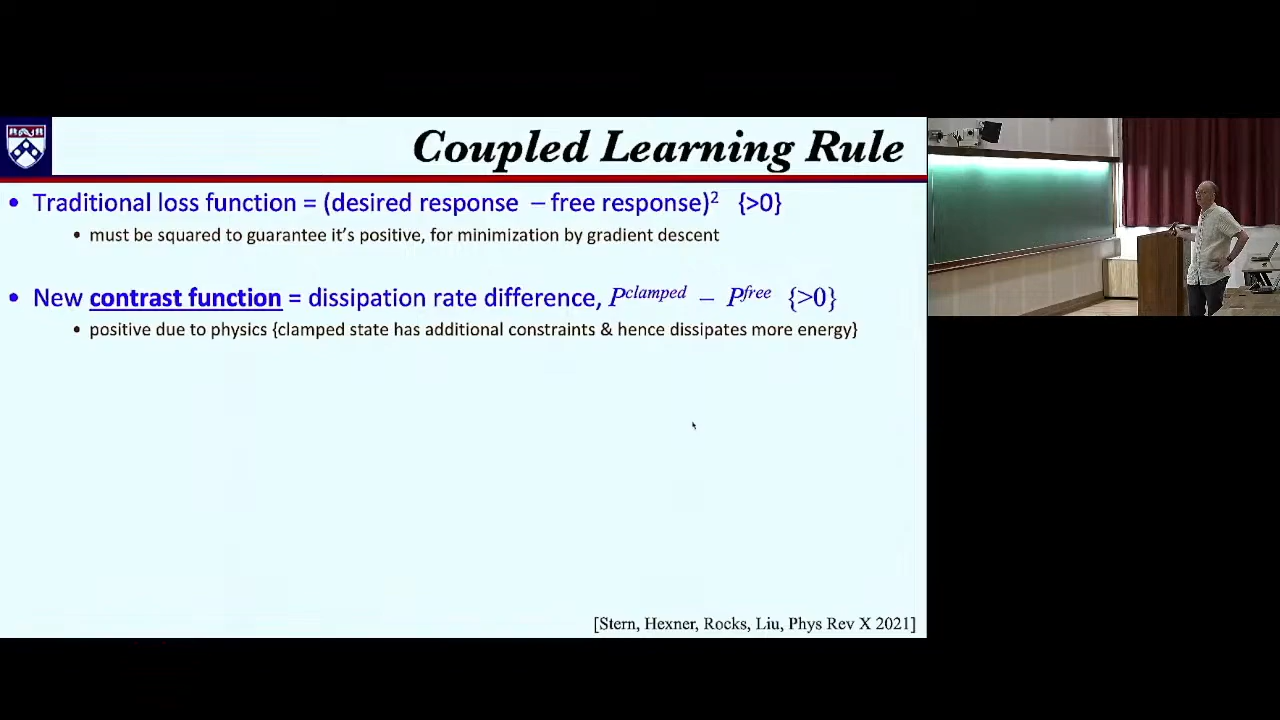 Coupled Learning Rule
• Traditional loss function = (desired response – free response)² {>0}
• must be squared to guarantee it's positive, for minimization by gradient descent
• New contrast function = dissipation rate difference, P^clamped – P^free {>0}
• positive due to physics {clamped state has additional constraints & hence dissipates more energy}
[Stern, Hexner, Rocks, Liu, Phys Rev X 2021]